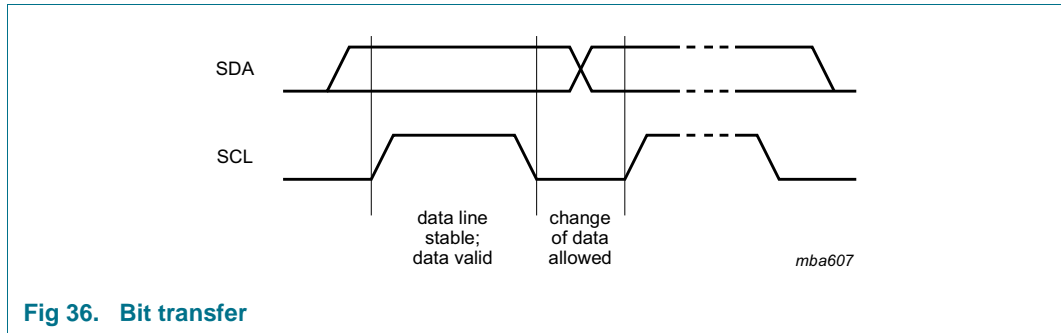 SDA
SCL
data line
stable;
data valid
change
of data
allowed
mba607
Fig 36. Bit transfer